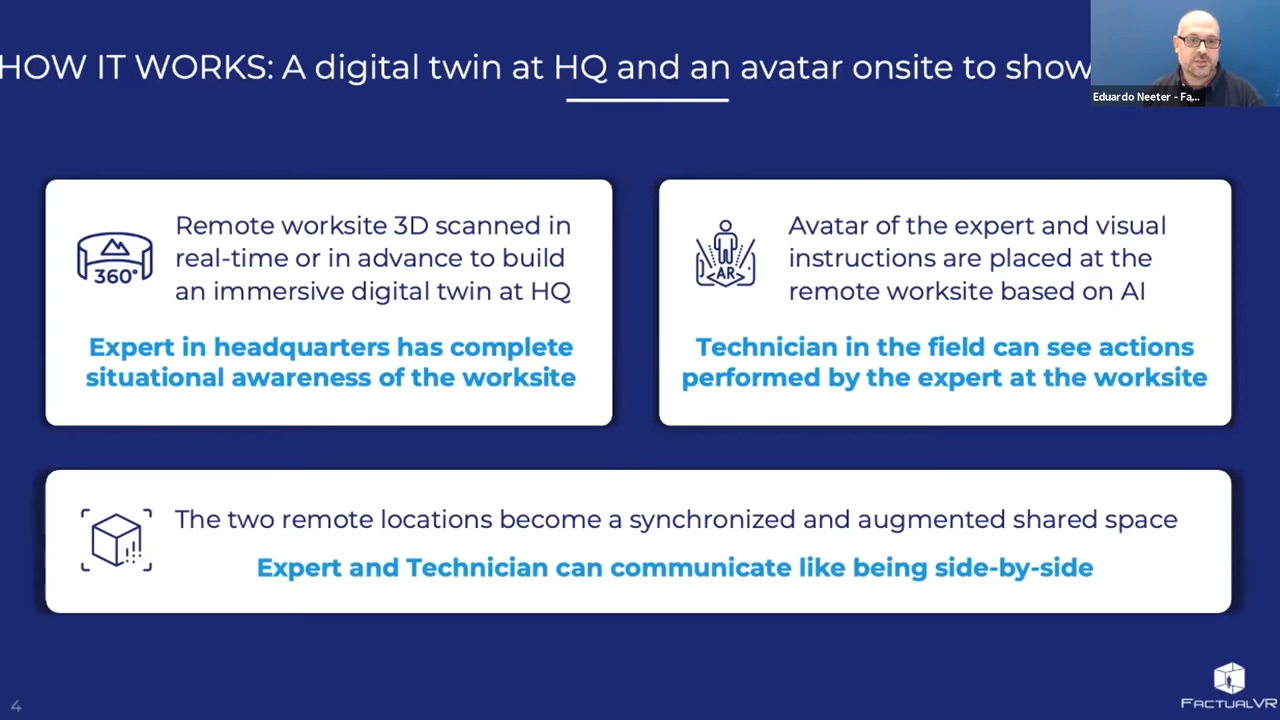 HOW IT WORKS: A digital twin at HQ and an avatar onsite to show
Eduardo Neeter - Fa...
360°
Remote worksite 3D scanned in
real-time or in advance to build
an immersive digital twin at HQ
Expert in headquarters has complete
situational awareness of the worksite
AR
Avatar of the expert and visual
instructions are placed at the
remote worksite based on AI
Technician in the field can see actions
performed by the expert at the worksite
The two remote locations become a synchronized and augmented shared space
Expert and Technician can communicate like being side-by-side
4
FACTUALVR